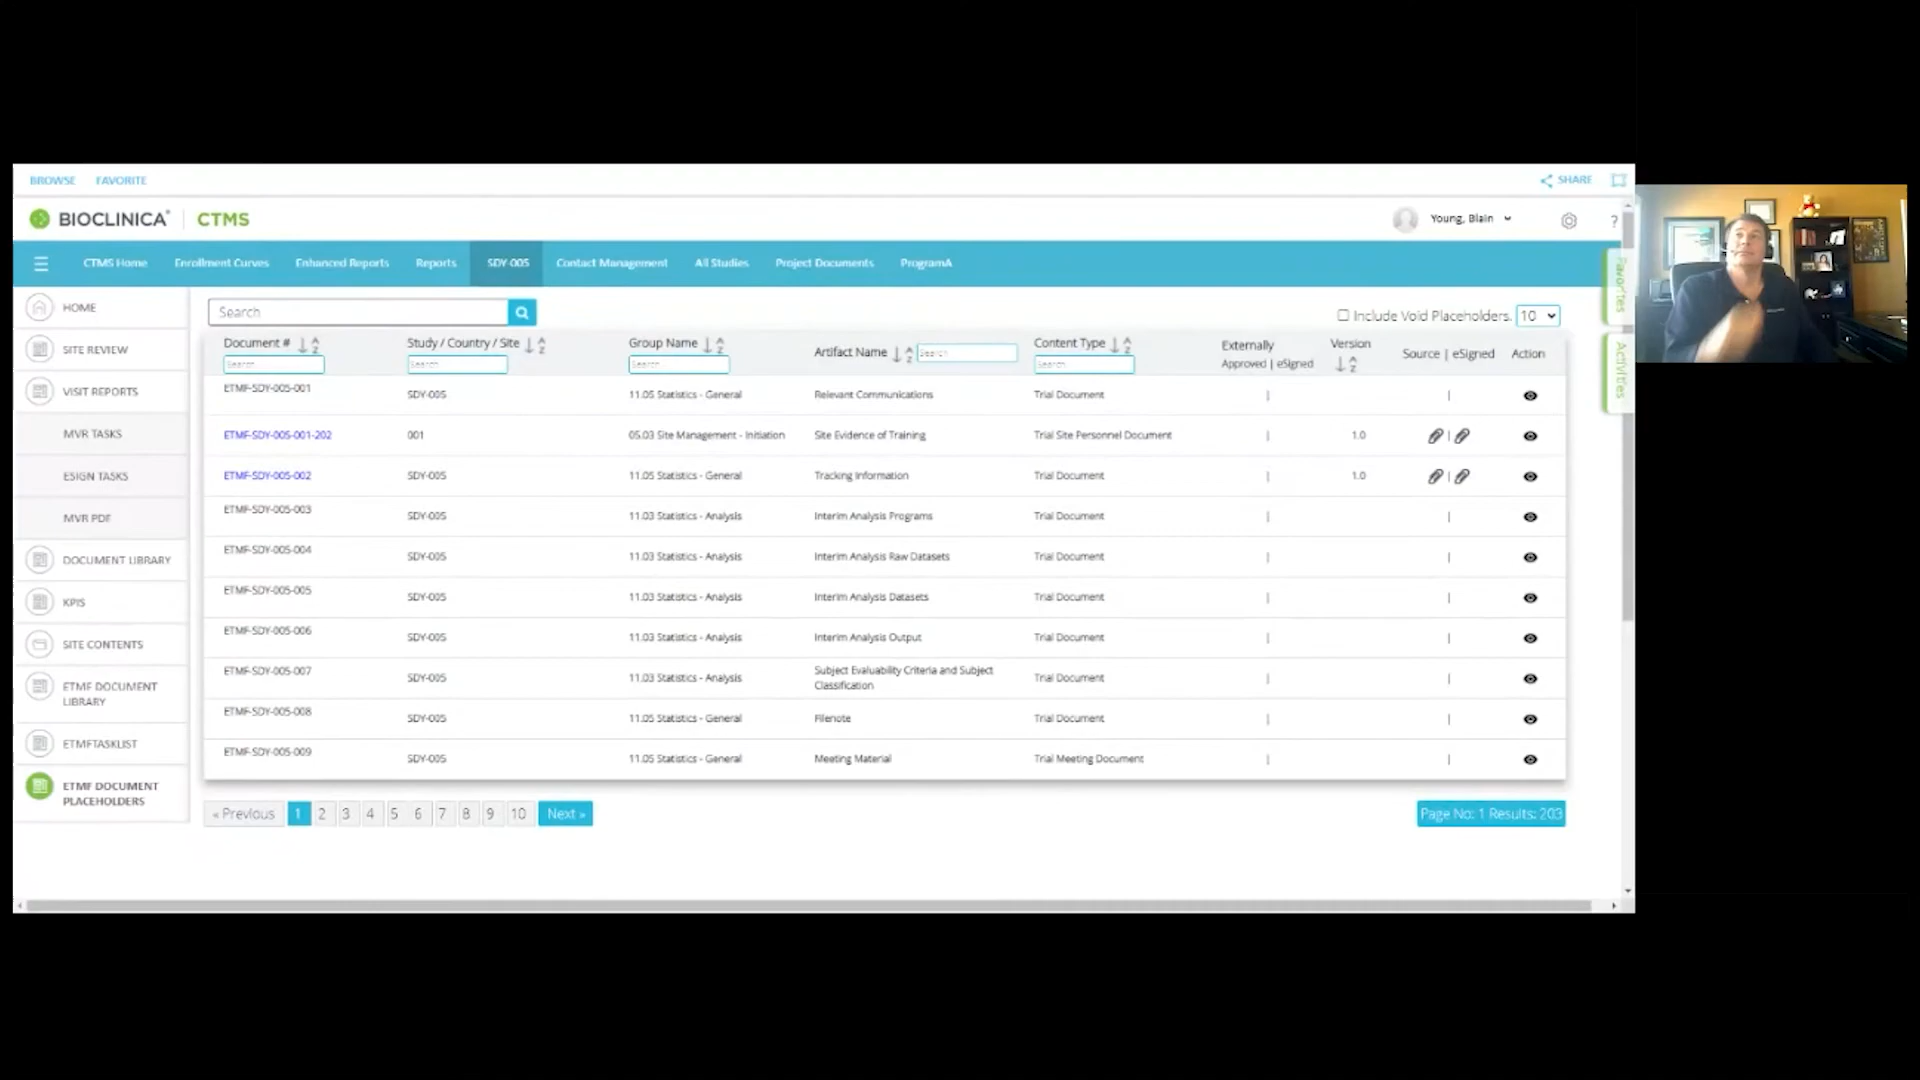 BROWSE FAVORITE SHARE
BIOCLINICA® CTMS Young, Blain ?
CTMS Home Enrollment Curves Enhanced Reports Reports SDY-005 Contact Management All Studies Project Documents ProgramA
Favorites
Activities
HOME
SITE REVIEW
VISIT REPORTS
MVR TASKS
ESIGN TASKS
MVR PDF
DOCUMENT LIBRARY
KPIS
SITE CONTENTS
ETMF DOCUMENT
LIBRARY
ETMFTASKLIST
ETMF DOCUMENT
PLACEHOLDERS
Search
Include Void Placeholders. 10
Document # Study / Country / Site Group Name Artifact Name Search Content Type Externally Version Source | eSigned Action
Search Search Search Search Approved | eSigned
ETMF-SDY-005-001 SDY-005 11.05 Statistics - General Relevant Communications Trial Document | |
ETMF-SDY-005-001-202 001 05.03 Site Management - Initiation Site Evidence of Training Trial Site Personnel Document | 1.0 |
ETMF-SDY-005-002 SDY-005 11.05 Statistics - General Tracking Information Trial Document | 1.0 |
ETMF-SDY-005-003 SDY-005 11.03 Statistics - Analysis Interim Analysis Programs Trial Document | |
ETMF-SDY-005-004 SDY-005 11.03 Statistics - Analysis Interim Analysis Raw Datasets Trial Document | |
ETMF-SDY-005-005 SDY-005 11.03 Statistics - Analysis Interim Analysis Datasets Trial Document | |
ETMF-SDY-005-006 SDY-005 11.03 Statistics - Analysis Interim Analysis Output Trial Document | |
ETMF-SDY-005-007 SDY-005 11.03 Statistics - Analysis Subject Evaluability Criteria and Subject Trial Document | |
Classification
ETMF-SDY-005-008 SDY-005 11.05 Statistics - General Filenote Trial Document | |
ETMF-SDY-005-009 SDY-005 11.05 Statistics - General Meeting Material Trial Meeting Document | |
« Previous 1 2 3 4 5 6 7 8 9 10 Next » Page No: 1 Results: 203